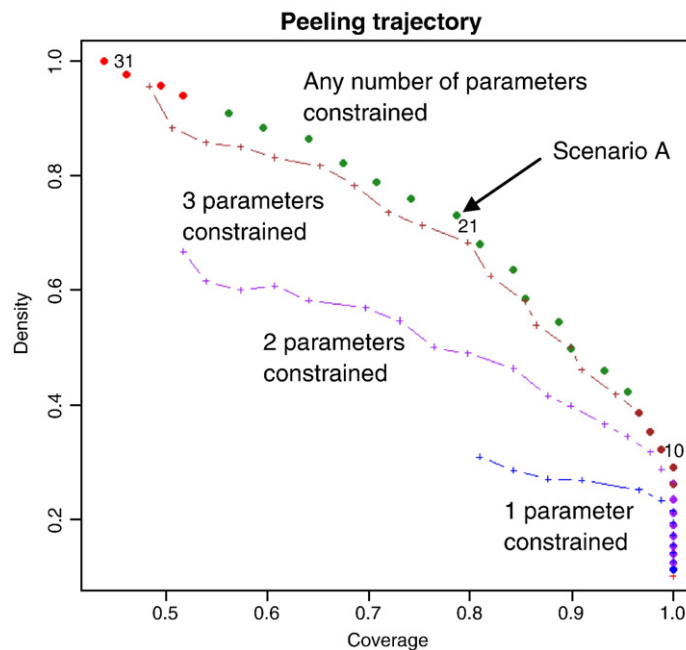 Peeling trajectory
1.0
0.8
0.6
0.4
0.2
Density
31
Any number of parameters
constrained
Scenario A
21
3 parameters
constrained
2 parameters
constrained
10
1 parameter
constrained
0.5
0.6
0.7
0.8
0.9
1.0
Coverage